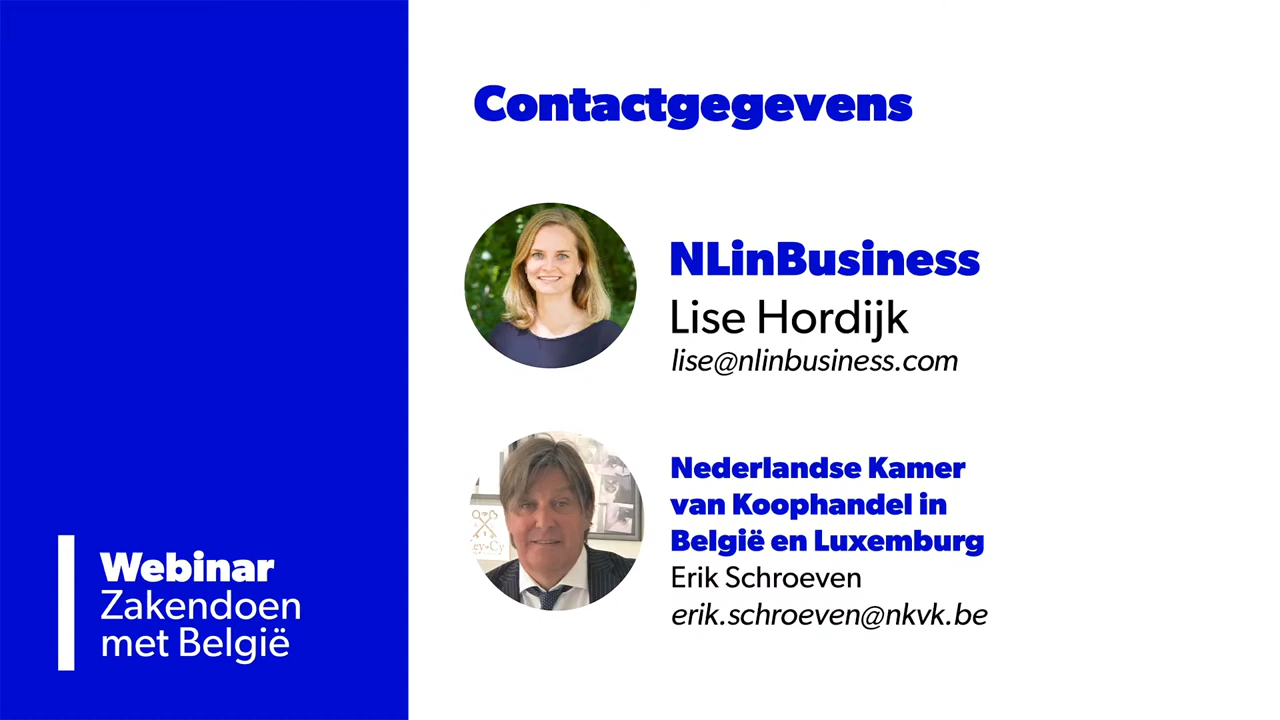 Contactgegevens
NLinBusiness
Lise Hordijk
lise@nlinbusiness.com
Nederlandse Kamer
van Koophandel in
België en Luxemburg
Erik Schroeven
erik.schroeven@nkvk.be
Webinar
Zakendoen
met België